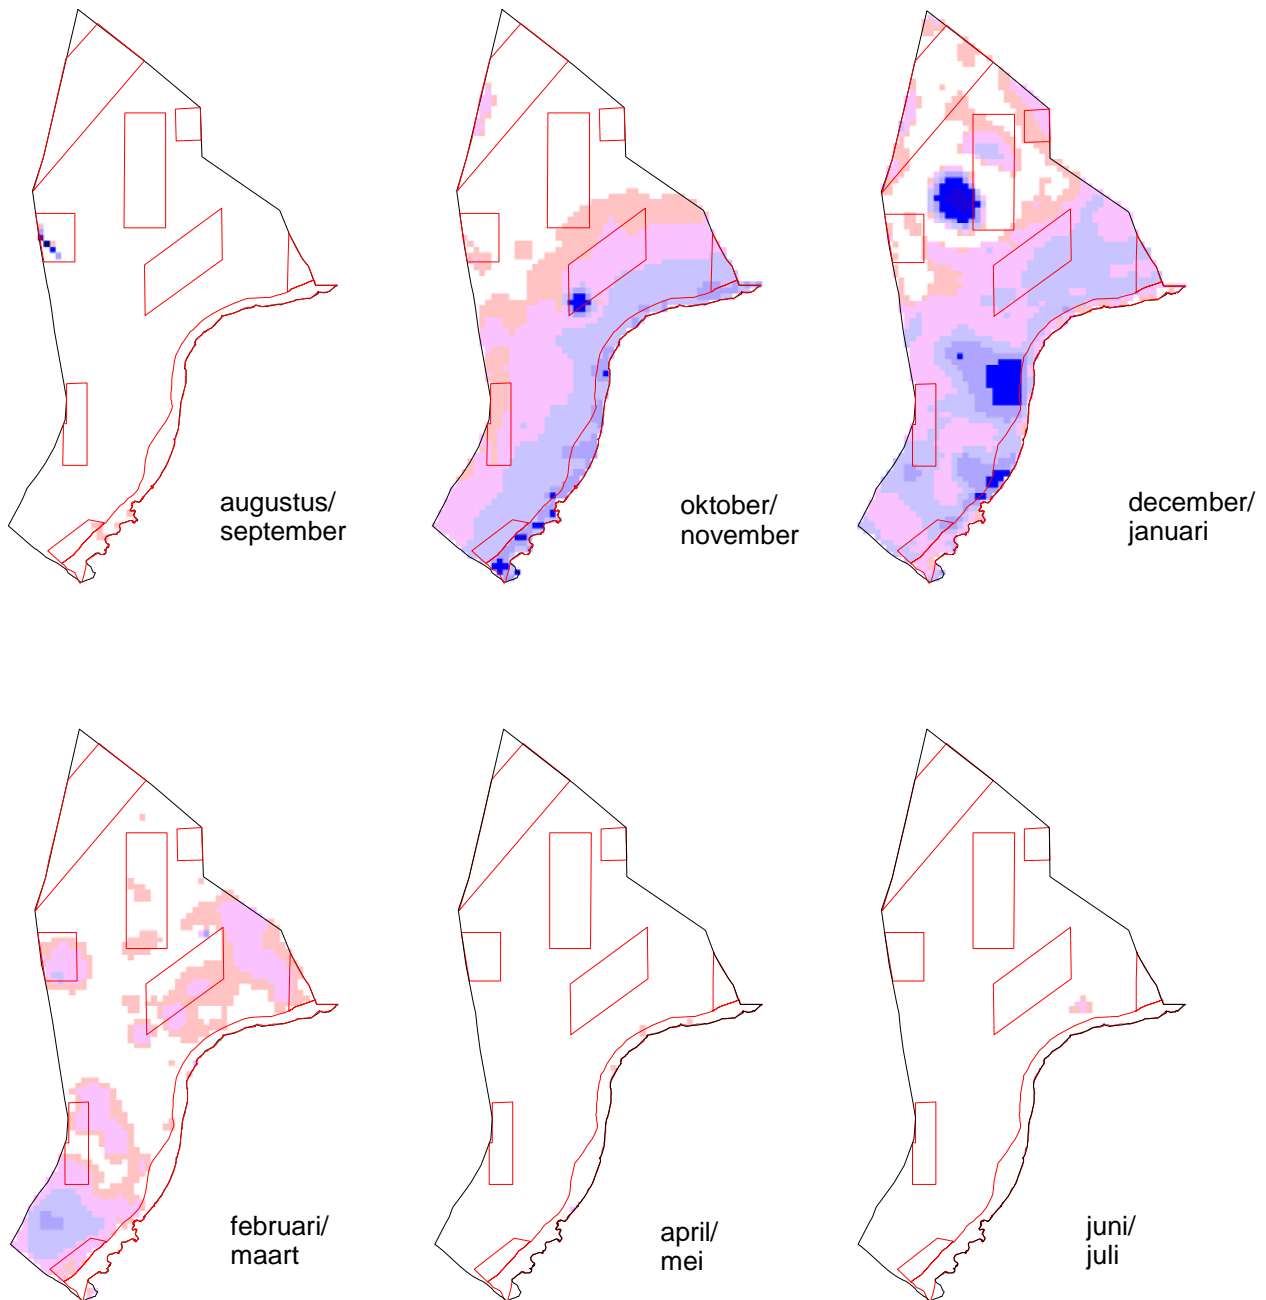 augustus/
september
oktober/
november
december/
januari
februari/
maart
april/
mei
juni/
juli